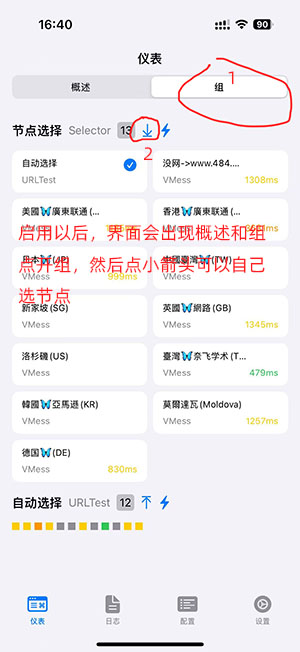 16:40
90
仪表
概述
组
1
节点选择 Selector 13
2
自动选择
URLTest
没网->www.484....
VMess 1308ms
美國🦋廣東联通 (...
VMess
香港🦋廣東联通 (...
VMess
启用以后，界面会出现概述和组
点开组，然后点小箭头可以自己
选节点
日本🦋(JP)
VMess 999ms
(TW)
VMess
新家坡 (SG)
VMess
英國🦋網路 (GB)
VMess 1345ms
洛杉磯(US)
VMess
臺灣🦋奈飞学术 (T...
VMess 479ms
韓國🦋亞馬遜 (KR)
VMess
莫爾達瓦(Moldova)
VMess 1257ms
德国🦋(DE)
VMess 830ms
自动选择 URLTest 12
仪表
日志
配置
设置